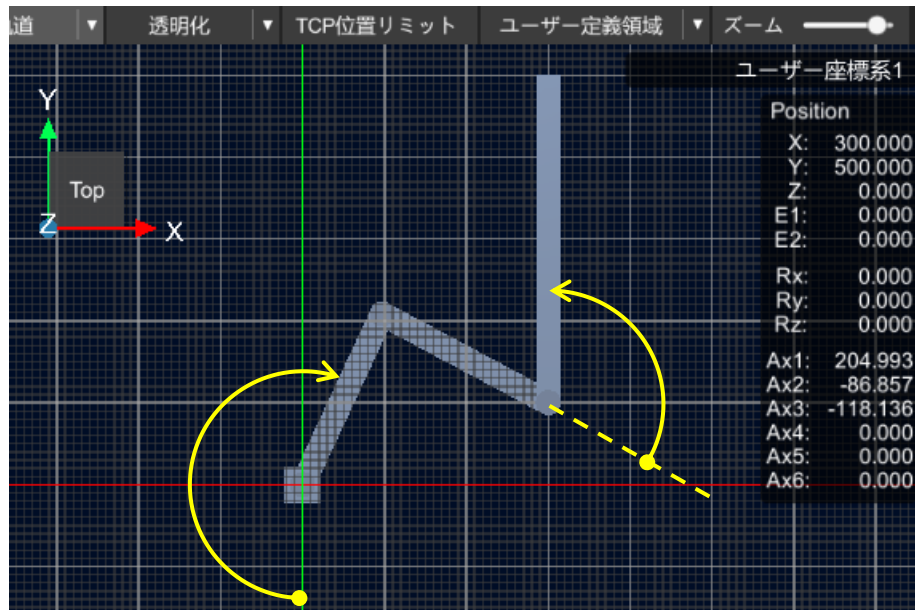 道 ▼ 透明化 ▼ TCP位置リミット ユーザー定義領域 ▼ ズーム
ユーザー座標系1
Y
Top
Z
X
Position
X: 300.000
Y: 500.000
Z: 0.000
E1: 0.000
E2: 0.000
Rx: 0.000
Ry: 0.000
Rz: 0.000
Ax1: 204.993
Ax2: -86.857
Ax3: -118.136
Ax4: 0.000
Ax5: 0.000
Ax6: 0.000